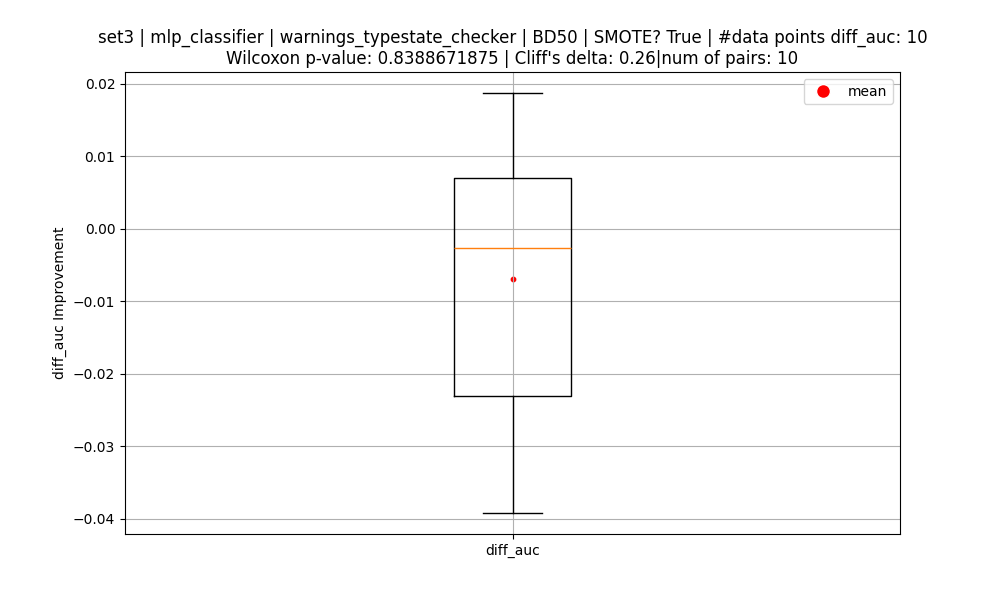 set3 | mlp_classifier | warnings_typestate_checker | BD50 | SMOTE? True | #data points diff_auc: 10
Wilcoxon p-value: 0.8388671875 | Cliff's delta: 0.26|num of pairs: 10
mean
0.02
0.01
0.00
−0.01
−0.02
−0.03
−0.04
diff_auc Improvement
diff_auc